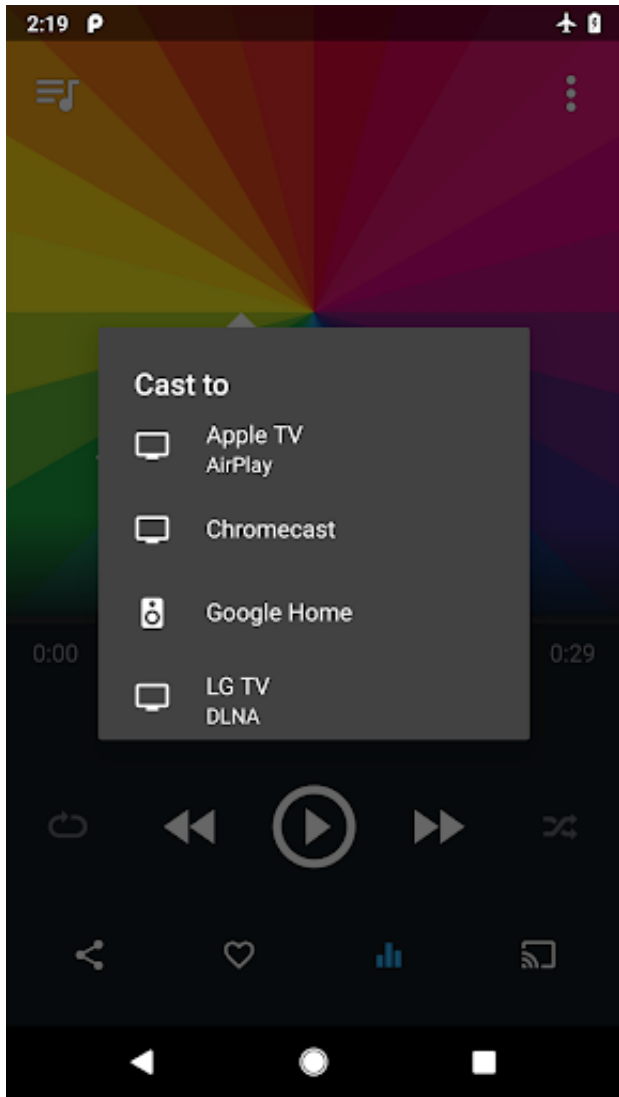 2:19
Cast to
Apple TV
AirPlay
Chromecast
Google Home
LG TV
DLNA
0:00
0:29